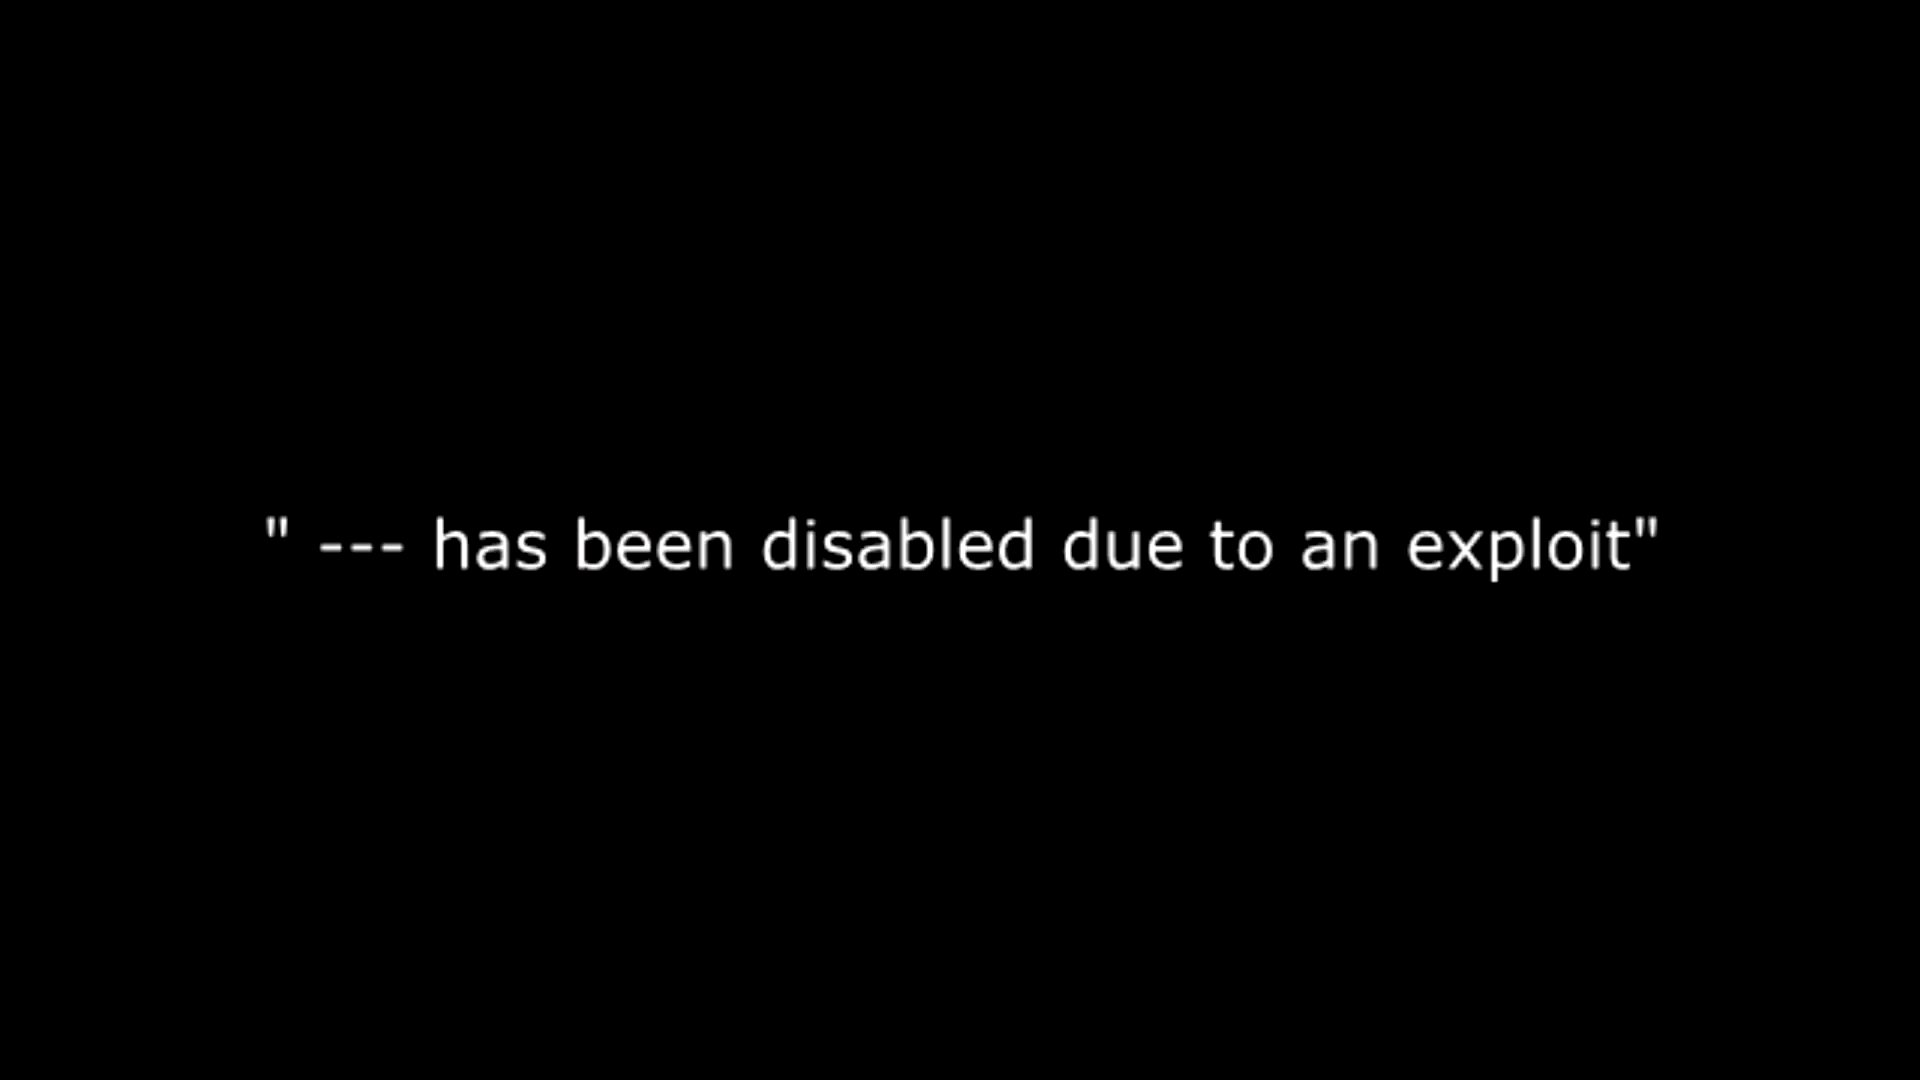 " --- has been disabled due to an exploit"